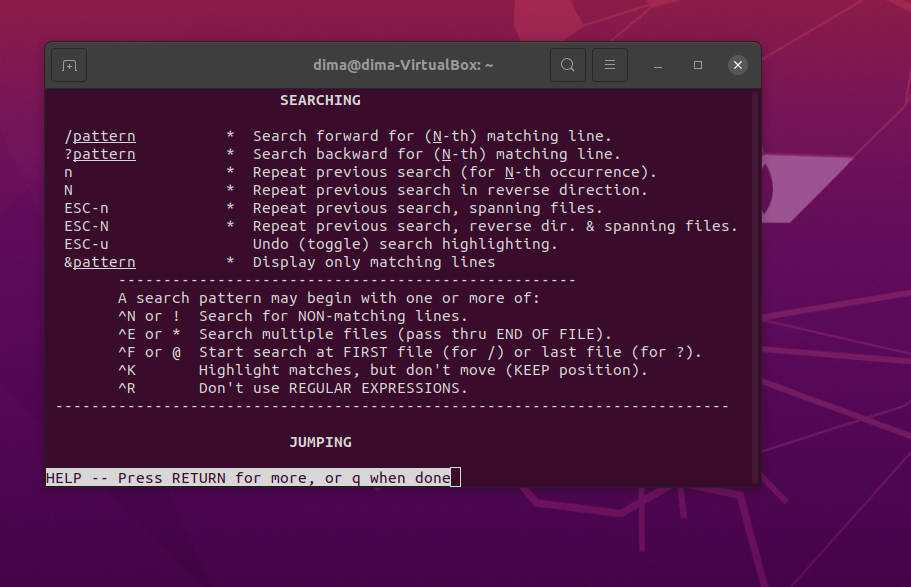 dima@dima-VirtualBox: ~
SEARCHING
/pattern * Search forward for (N-th) matching line.
?pattern * Search backward for (N-th) matching line.
n * Repeat previous search (for N-th occurrence).
N * Repeat previous search in reverse direction.
ESC-n * Repeat previous search, spanning files.
ESC-N * Repeat previous search, reverse dir. & spanning files.
ESC-u Undo (toggle) search highlighting.
&pattern * Display only matching lines
---------------------------------------------------
A search pattern may begin with one or more of:
^N or ! Search for NON-matching lines.
^E or * Search multiple files (pass thru END OF FILE).
^F or @ Start search at FIRST file (for /) or last file (for ?).
^K Highlight matches, but don't move (KEEP position).
^R Don't use REGULAR EXPRESSIONS.
---------------------------------------------------------------------------
JUMPING
HELP -- Press RETURN for more, or q when done